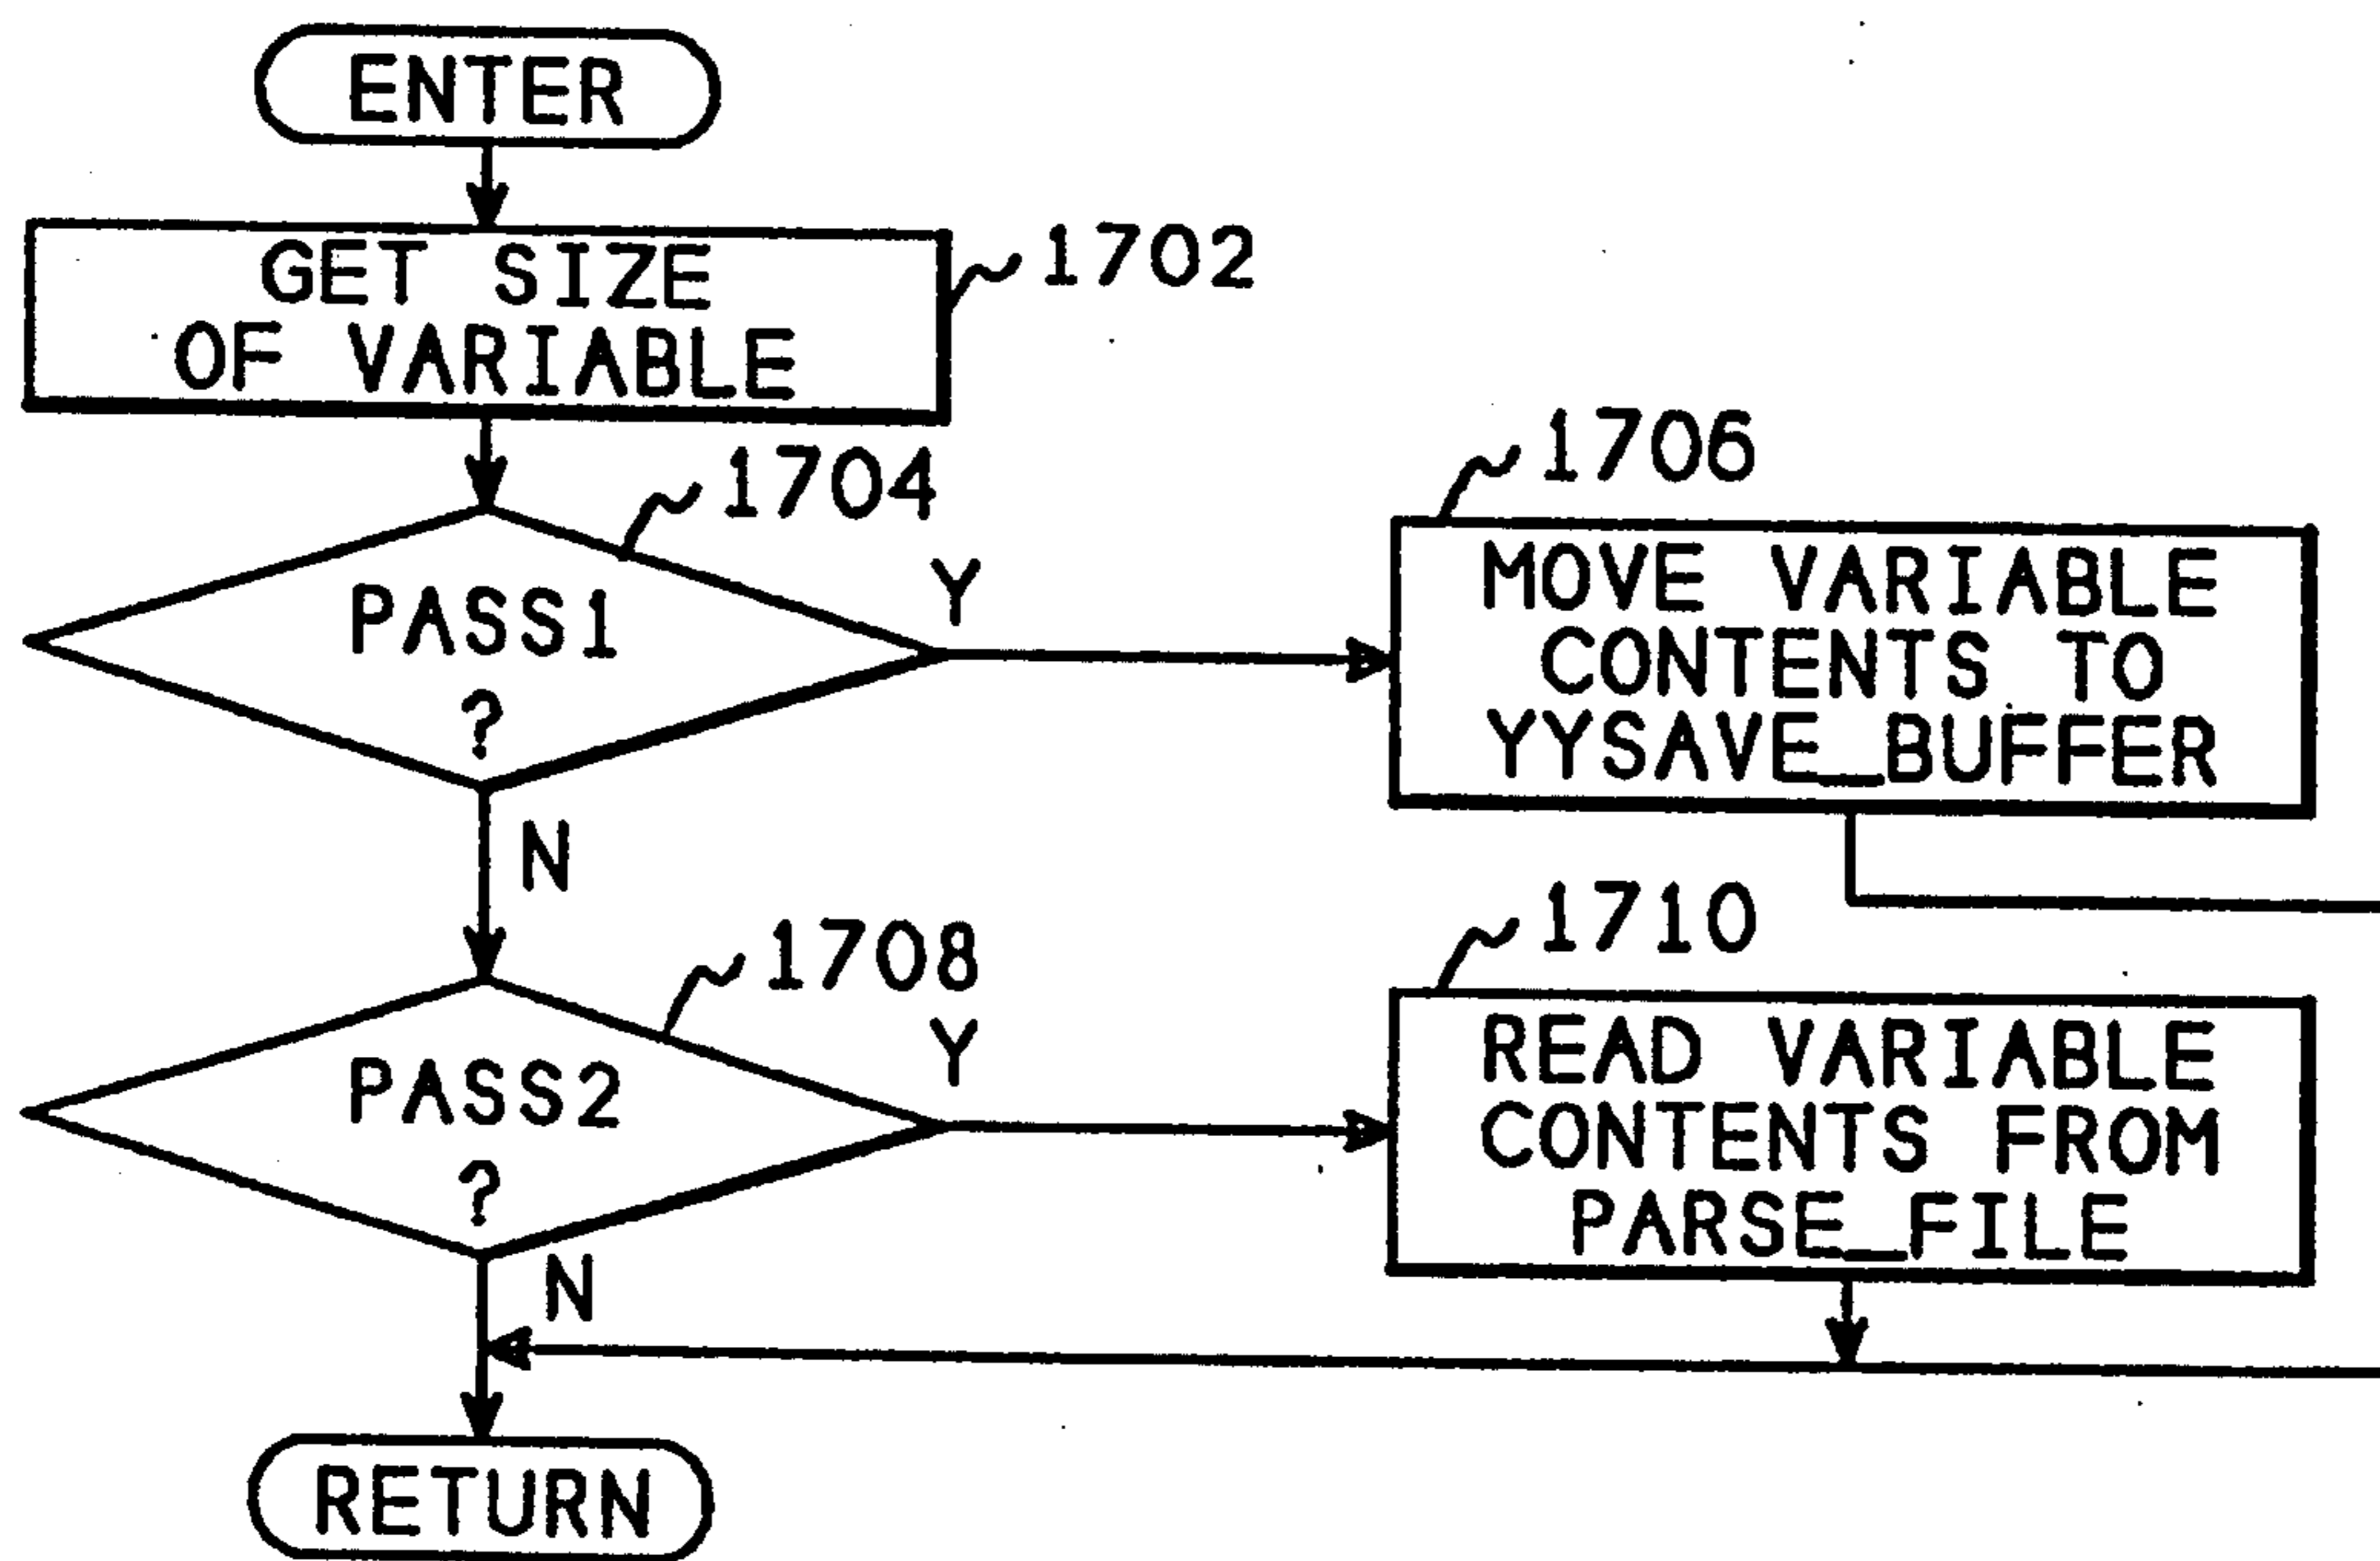 ENTER
GET SIZE
OF VARIABLE
1702
1704
PASS1
?
Y
N
1706
MOVE VARIABLE
CONTENTS TO
YYSAVE_BUFFER
1708
PASS2
?
Y
N
1710
READ VARIABLE
CONTENTS FROM
PARSE_FILE
RETURN